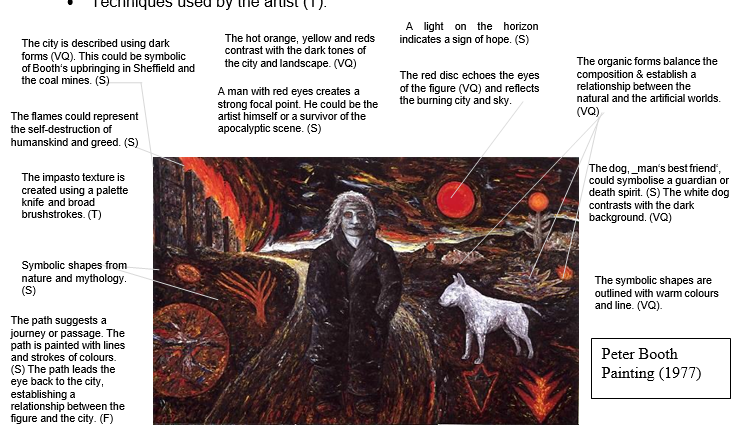 • Techniques used by the artist (T).
The city is described using dark
forms (VQ). This could be symbolic
of Booth's upbringing in Sheffield and
the coal mines. (S)
The flames could represent
the self-destruction of
humanskind and greed. (S)
The impasto texture is
created using a palette
knife and broad
brushstrokes. (T)
Symbolic shapes from
nature and mythology.
(S)
The path suggests a
journey or passage. The
path is painted with lines
and strokes of colours.
(S) The path leads the
eye back to the city,
establishing a
relationship between the
figure and the city. (F)
The hot orange, yellow and reds
contrast with the dark tones of
the city and landscape. (VQ)
A man with red eyes creates a
strong focal point. He could be the
artist himself or a survivor of the
apocalyptic scene. (S)
A light on the horizon
indicates a sign of hope. (S)
The red disc echoes the eyes
of the figure (VQ) and reflects
the burning city and sky.
The organic forms balance the
composition & establish a
relationship between the
natural and the artificial worlds.
(VQ)
The dog, _man's best friend',
could symbolise a guardian or
death spirit. (S) The white dog
contrasts with the dark
background. (VQ)
The symbolic shapes are
outlined with warm colours
and line. (VQ).
Peter Booth
Painting (1977)